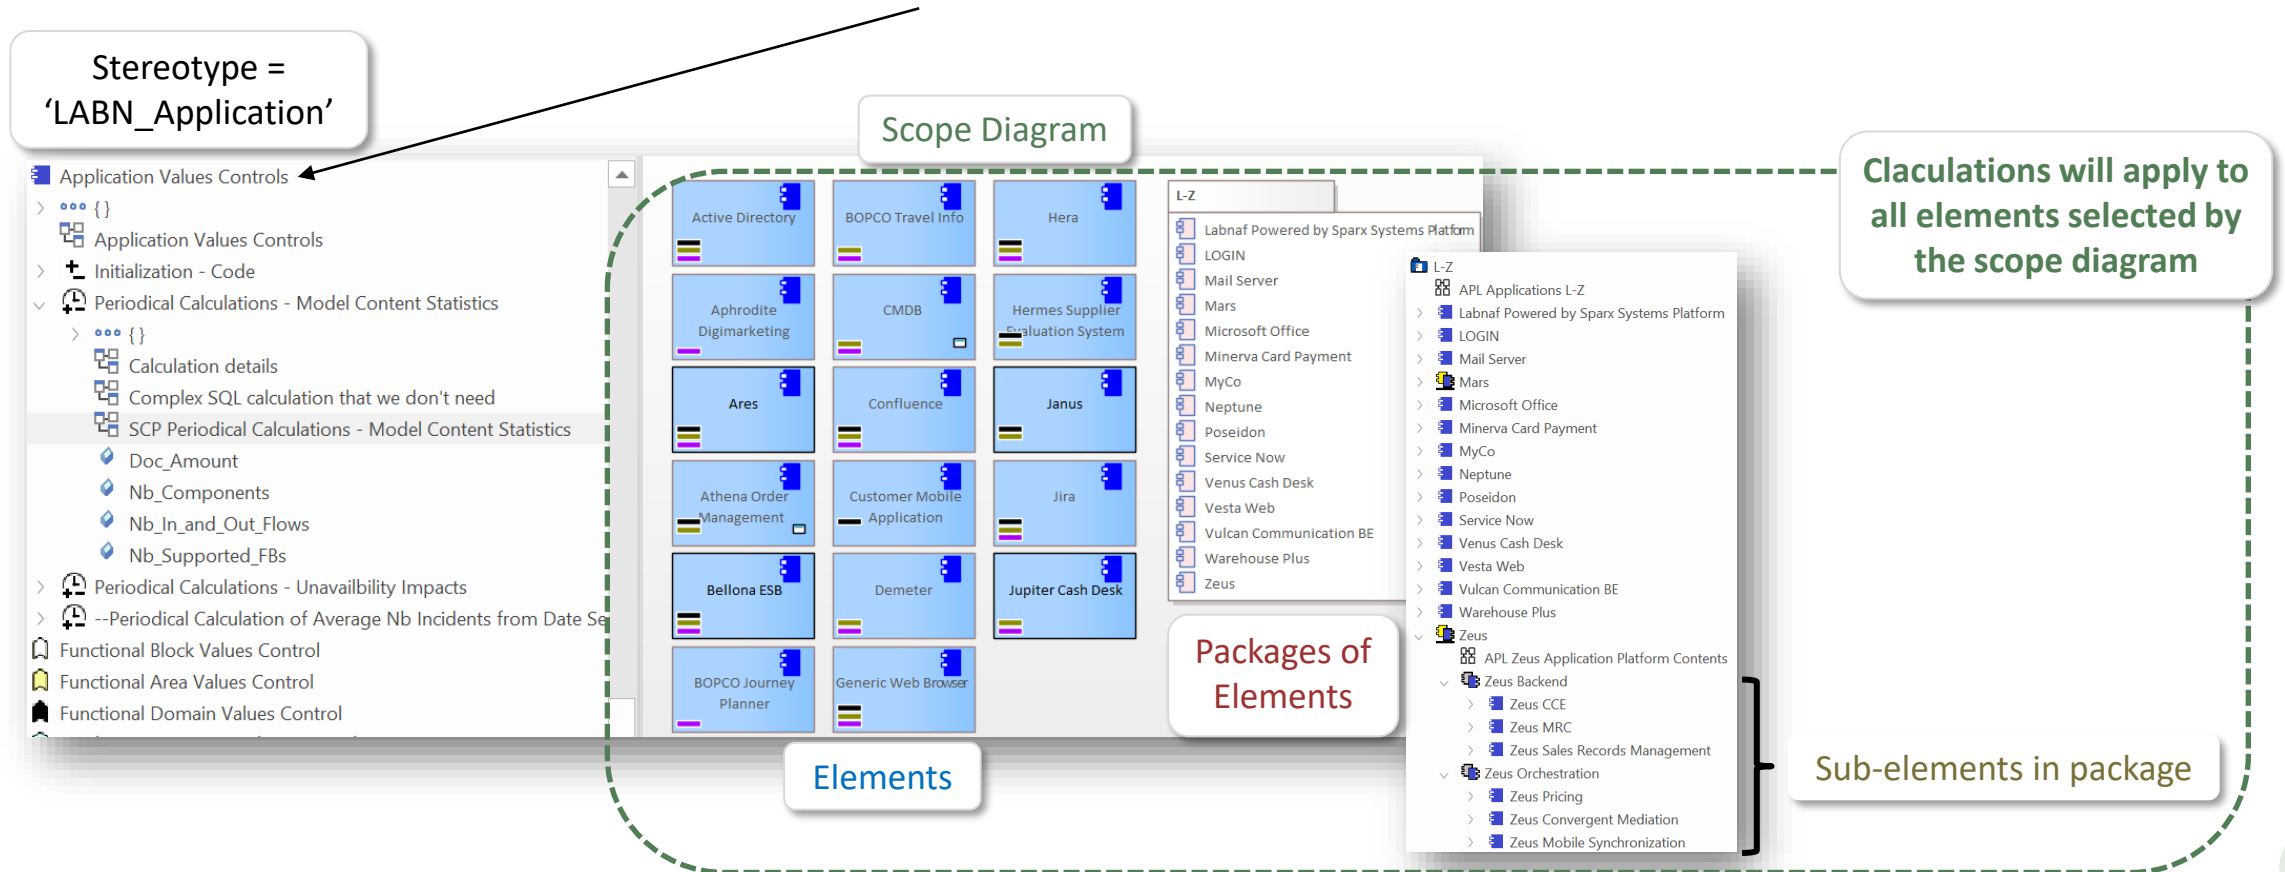 Stereotype =
‘LABN_Application’
Scope Diagram
Claculations will apply to
all elements selected by
the scope diagram
Application Values Controls
{ }
Application Values Controls
Initialization - Code
Periodical Calculations - Model Content Statistics
{ }
Calculation details
Complex SQL calculation that we don't need
SCP Periodical Calculations - Model Content Statistics
Doc_Amount
Nb_Components
Nb_In_and_Out_Flows
Nb_Supported_FBs
Periodical Calculations - Unavailbility Impacts
--Periodical Calculation of Average Nb Incidents from Date Se
Functional Block Values Control
Functional Area Values Control
Functional Domain Values Control
Active Directory
BOPCO Travel Info
Hera
Aphrodite
Digimarketing
CMDB
Hermes Supplier
Evaluation System
Ares
Confluence
Janus
Athena Order
Management
Customer Mobile
Application
Jira
Bellona ESB
Demeter
Jupiter Cash Desk
BOPCO Journey
Planner
Generic Web Browser
L-Z
Labnaf Powered by Sparx Systems Platform
LOGIN
Mail Server
Mars
Microsoft Office
Minerva Card Payment
MyCo
Neptune
Poseidon
Service Now
Venus Cash Desk
Vesta Web
Vulcan Communication BE
Warehouse Plus
Zeus
L-Z
APL Applications L-Z
Labnaf Powered by Sparx Systems Platform
LOGIN
Mail Server
Mars
Microsoft Office
Minerva Card Payment
MyCo
Neptune
Poseidon
Service Now
Venus Cash Desk
Vesta Web
Vulcan Communication BE
Warehouse Plus
Zeus
APL Zeus Application Platform Contents
Zeus Backend
Zeus CCE
Zeus MRC
Zeus Sales Records Management
Zeus Orchestration
Zeus Pricing
Zeus Convergent Mediation
Zeus Mobile Synchronization
Packages of
Elements
Elements
Sub-elements in package